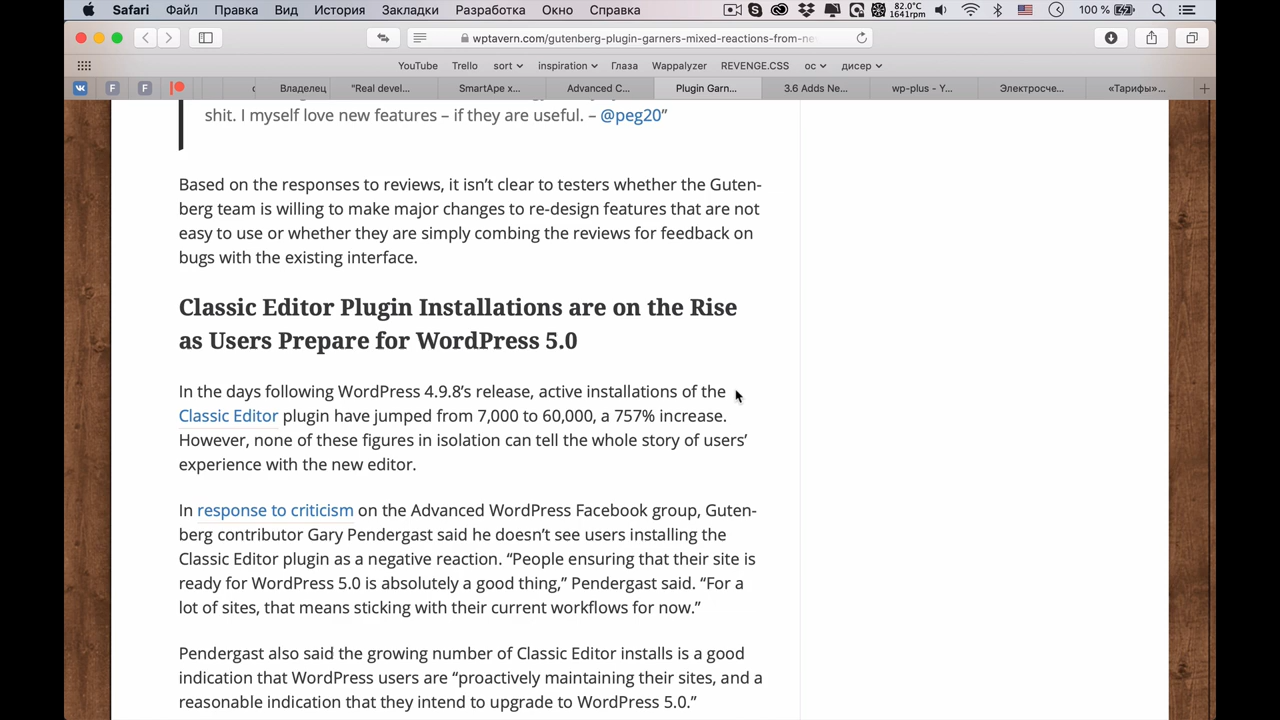 Safari Файл Правка Вид История Закладки Разработка Окно Справка 82.0°C 1641rpm 100 %
wptavern.com/gutenberg-plugin-garners-mixed-reactions-from-ne
YouTube Trello sort inspiration Глаза Wappalyzer REVENGE.CSS ос дисер
Владелец "Real devel... SmartApe x... Advanced C... Plugin Garn... 3.6 Adds Ne... wp-plus - Y... Электросче... «Тарифы»...
shit. I myself love new features – if they are useful. – @peg20”
Based on the responses to reviews, it isn’t clear to testers whether the Guten-
berg team is willing to make major changes to re-design features that are not
easy to use or whether they are simply combing the reviews for feedback on
bugs with the existing interface.
Classic Editor Plugin Installations are on the Rise
as Users Prepare for WordPress 5.0
In the days following WordPress 4.9.8’s release, active installations of the
Classic Editor plugin have jumped from 7,000 to 60,000, a 757% increase.
However, none of these figures in isolation can tell the whole story of users’
experience with the new editor.
In response to criticism on the Advanced WordPress Facebook group, Guten-
berg contributor Gary Pendergast said he doesn’t see users installing the
Classic Editor plugin as a negative reaction. “People ensuring that their site is
ready for WordPress 5.0 is absolutely a good thing,” Pendergast said. “For a
lot of sites, that means sticking with their current workflows for now.”
Pendergast also said the growing number of Classic Editor installs is a good
indication that WordPress users are “proactively maintaining their sites, and a
reasonable indication that they intend to upgrade to WordPress 5.0.”